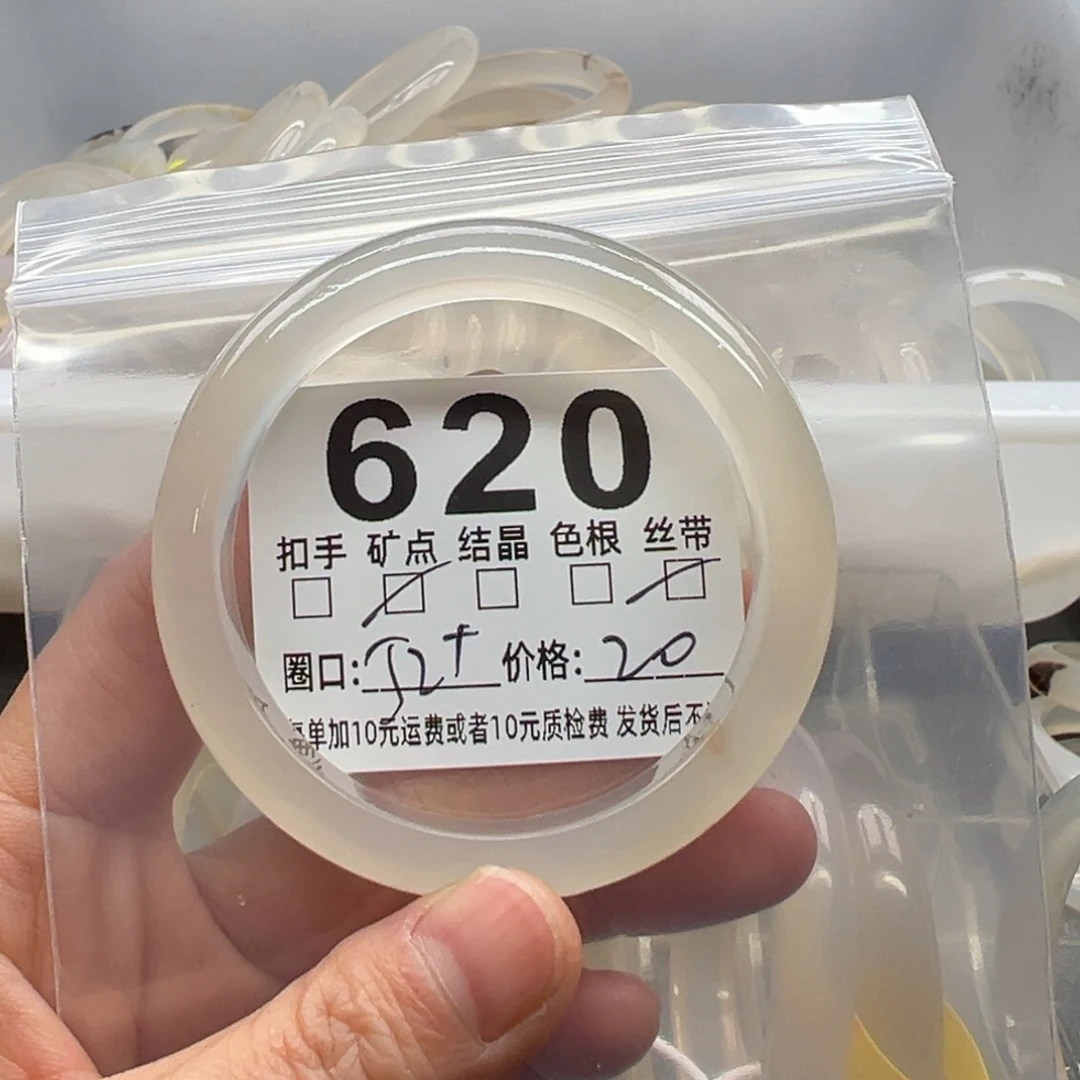 620
扣手 矿点 结晶 色根 丝带
圈口: 52+ 价格: 20
单加10元运费或者10元质检费 发货后不